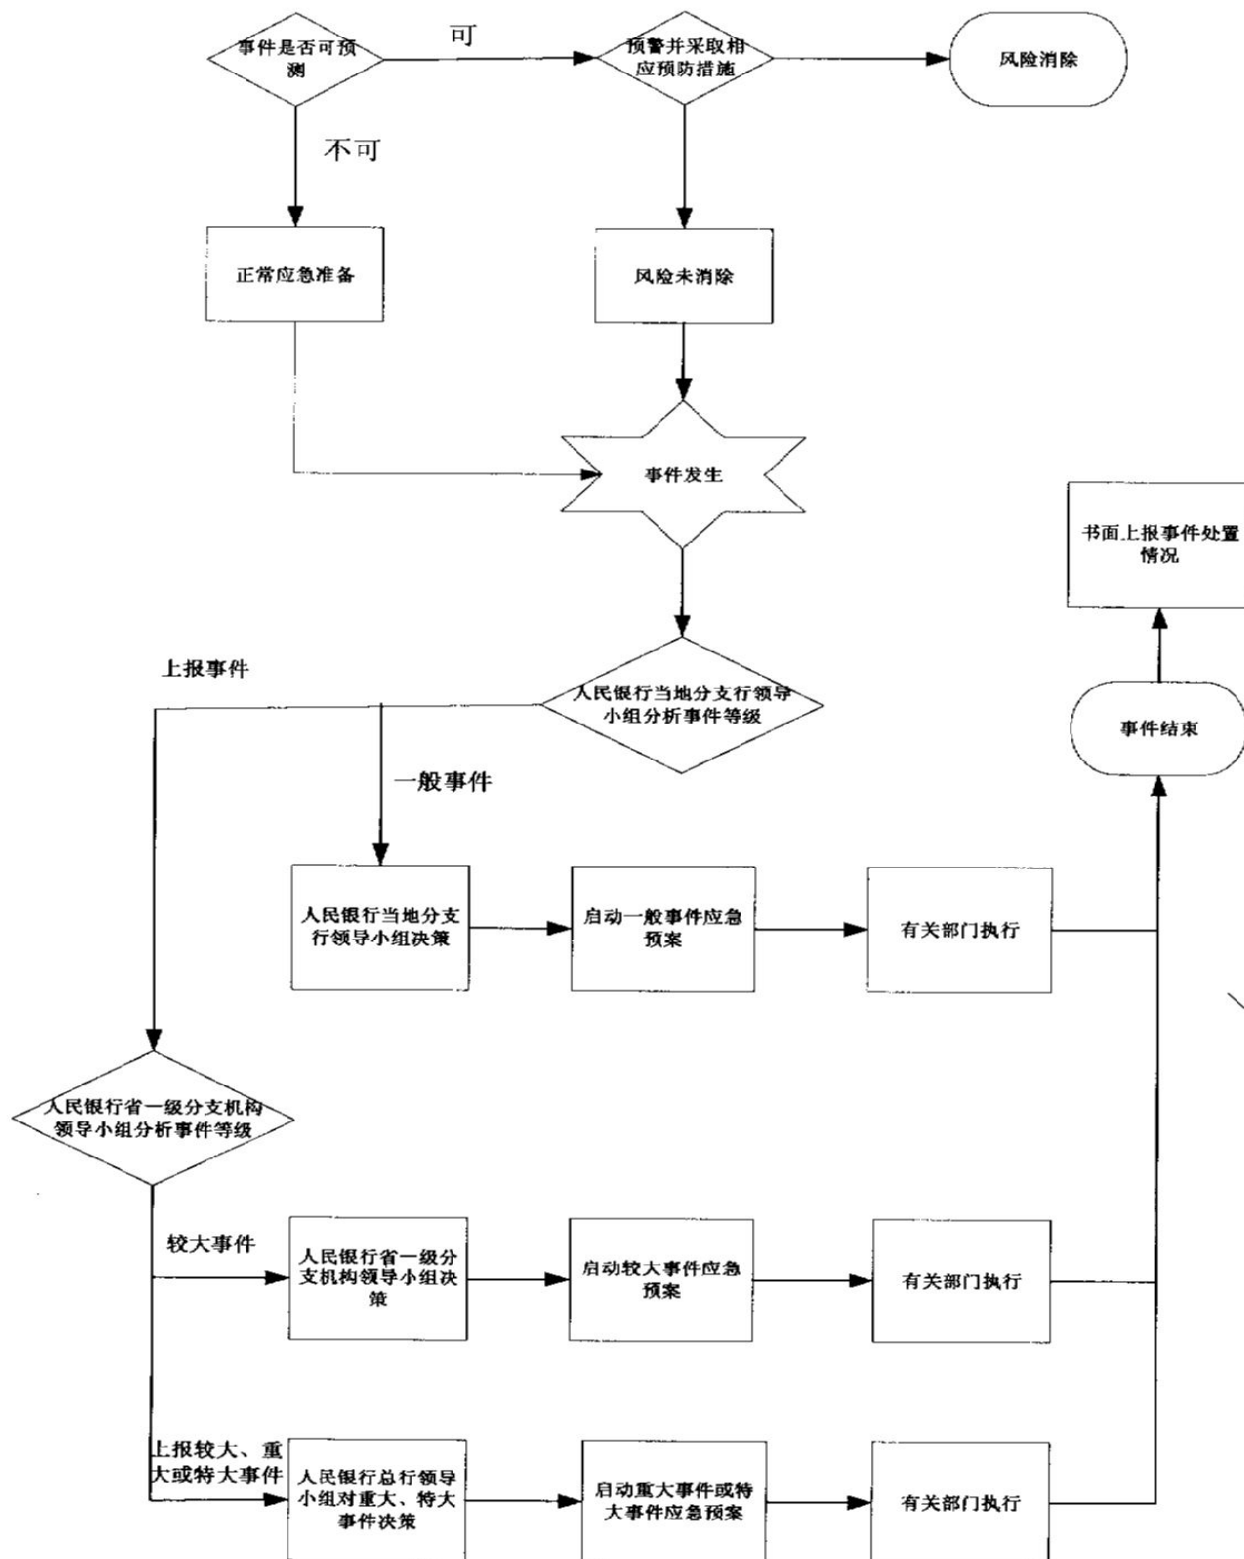 事件是否可预
测
可
预警并采取相
应预防措施
风险消除
不可
正常应急准备
风险未消除
事件发生
书面上报事件处置
情况
上报事件
人民银行当地分支行领导
小组分析事件等级
事件结束
一般事件
人民银行当地分支
行领导小组决策
启动一般事件应急
预案
有关部门执行
人民银行省一级分支机构
领导小组分析事件等级
较大事件
人民银行省一级分
支机构领导小组决
策
启动较大事件应急
预案
有关部门执行
上报较大、重
大或特大事件
人民银行总行领导
小组对重大、特大
事件决策
启动重大事件或特
大事件应急预案
有关部门执行